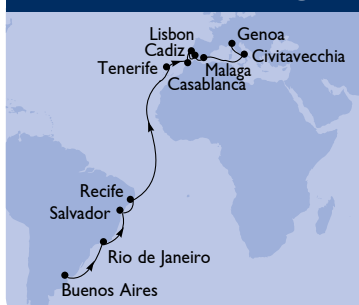 Lisbon
Genoa
Cadiz
Civitavecchia
Tenerife
Malaga
Casablanca
Recife
Salvador
Rio de Janeiro
Buenos Aires